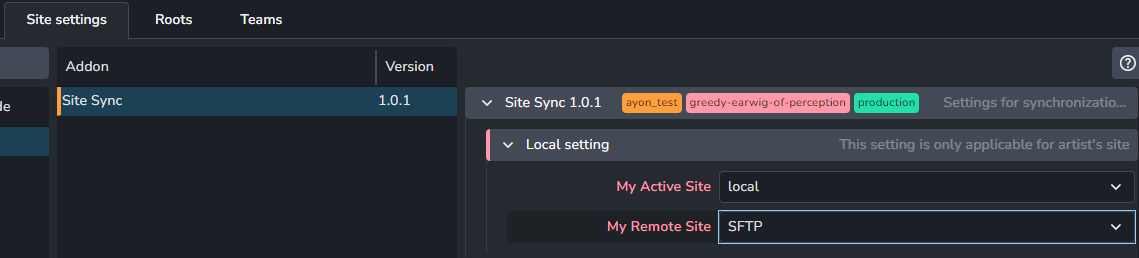 Site settings Roots Teams
Addon Version
de
Site Sync 1.0.1
Site Sync 1.0.1 ayon_test greedy-earwig-of-perception production Settings for synchronizatio...
Local setting This setting is only applicable for artist's site
My Active Site local
My Remote Site SFTP